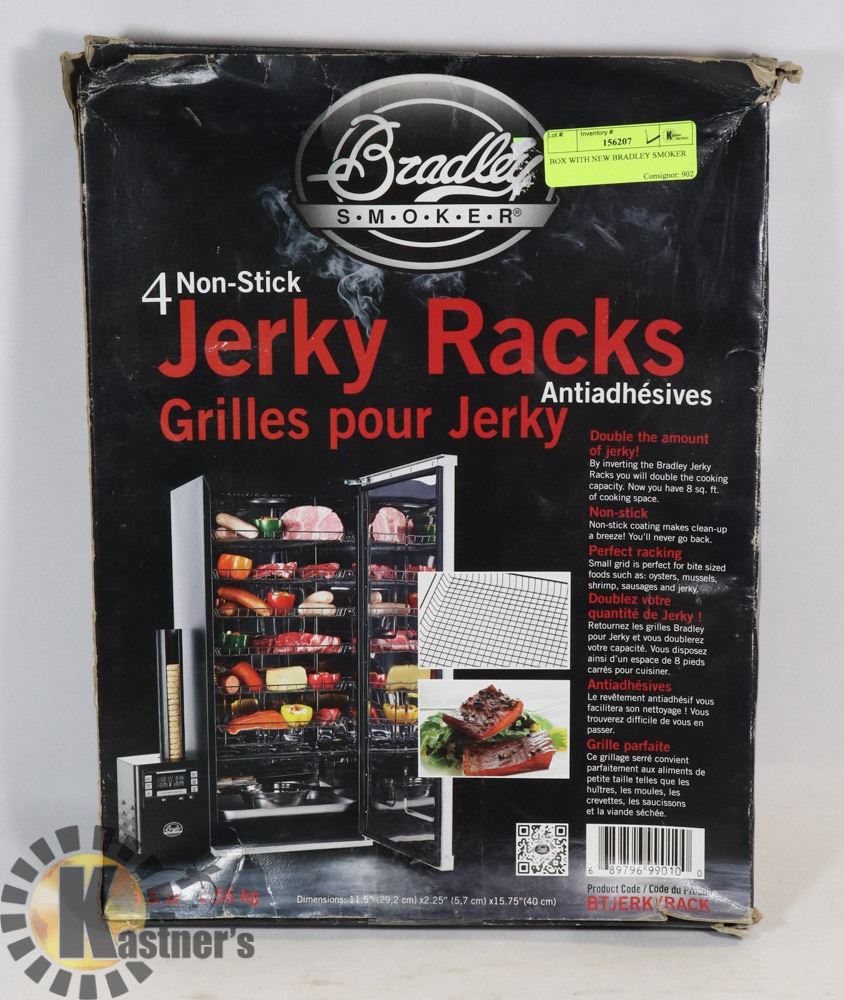 Bradley
S·M·O·K·E·R®
Lot #: Inventory #:
156207
BOX WITH NEW BRADLEY SMOKER
Consignor: 902
4 Non-Stick
Jerky Racks
Antiadhésives
Grilles pour Jerky
Double the amount
of jerky!
By inverting the Bradley Jerky
Racks you will double the cooking
capacity. Now you have 8 sq. ft.
of cooking space.
Non-stick
Non-stick coating makes clean-up
a breeze! You'll never go back.
Perfect racking
Small grid is perfect for bite sized
foods such as: oysters, mussels,
shrimp, sausages and jerky.
Doublez votre
quantité de Jerky !
Retournez les grilles Bradley
pour Jerky et vous doublerez
votre capacité. Vous disposez
ainsi d'un espace de 8 pieds
carrés pour cuisiner.
Antiadhésives
Le revêtement antiadhésif vous
facilitera son nettoyage ! Vous
trouverez difficile de vous en
passer.
Grille parfaite
Ce grillage serré convient
parfaitement aux aliments de
petite taille telles que les
huîtres, les moules, les
crevettes, les saucissons
et la viande séchée.
Bradley
6 89796 99010 0
Product Code / Code du
BTJERKYRACK
kg
Dimensions: 11.5" (29,2 cm) x2.25" (5,7 cm) x15.75"(40 cm)
Kastner's